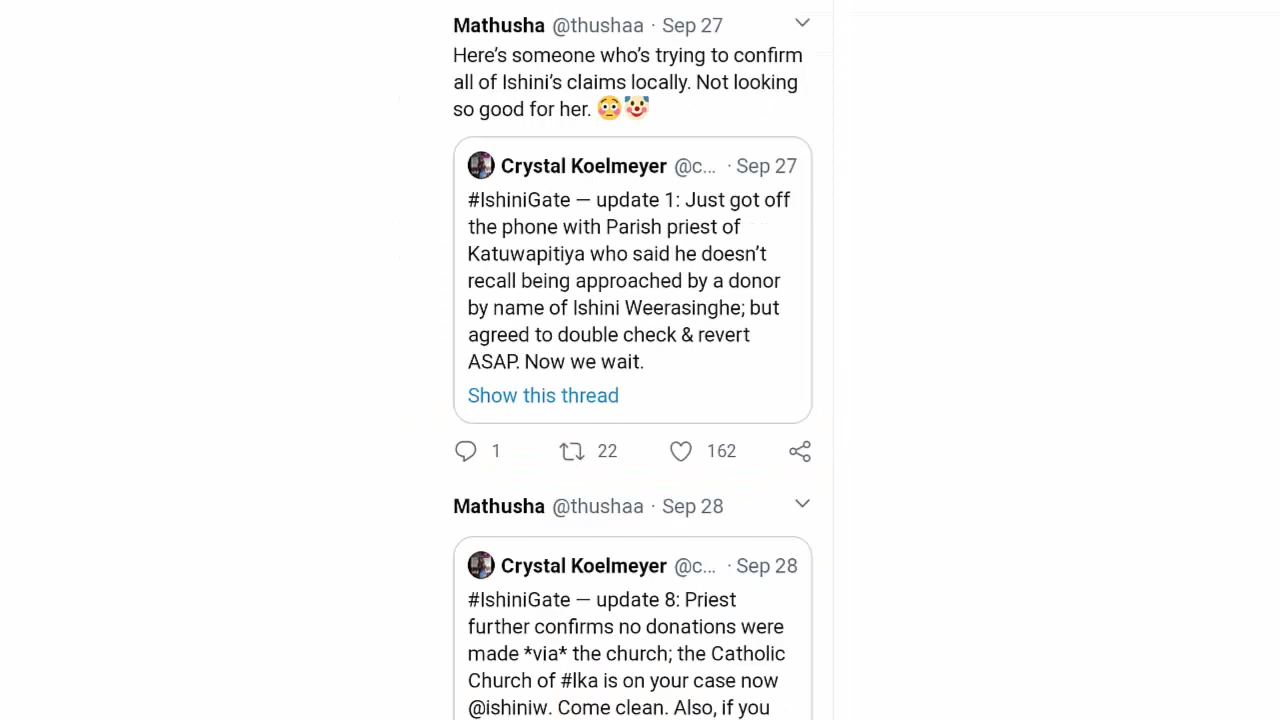 Mathusha @thushaa · Sep 27
Here’s someone who’s trying to confirm
all of Ishini’s claims locally. Not looking
so good for her. 😳🤡
Crystal Koelmeyer @c... · Sep 27
#IshiniGate — update 1: Just got off
the phone with Parish priest of
Katuwapitiya who said he doesn’t
recall being approached by a donor
by name of Ishini Weerasinghe; but
agreed to double check & revert
ASAP. Now we wait.
Show this thread
1 22 162
Mathusha @thushaa · Sep 28
Crystal Koelmeyer @c... · Sep 28
#IshiniGate — update 8: Priest
further confirms no donations were
made *via* the church; the Catholic
Church of #lka is on your case now
@ishiniw. Come clean. Also, if you